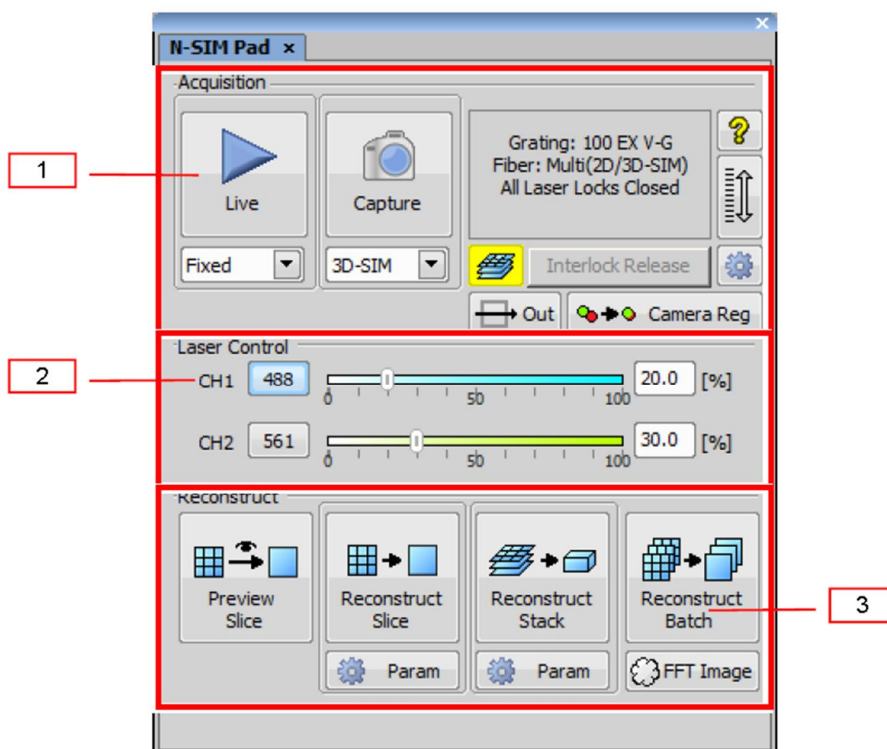 N-SIM Pad
Acquisition
Live
Capture
Grating: 100 EX V-G
Fiber: Multi(2D/3D-SIM)
All Laser Locks Closed
?
Fixed
3D-SIM
Interlock Release
Out
Camera Reg
1
Laser Control
CH1 488 0 50 100 20.0 [%]
2
CH2 561 0 50 100 30.0 [%]
Reconstruct
Preview
Slice
Reconstruct
Slice
Reconstruct
Stack
Reconstruct
Batch
3
Param
Param
FFT Image